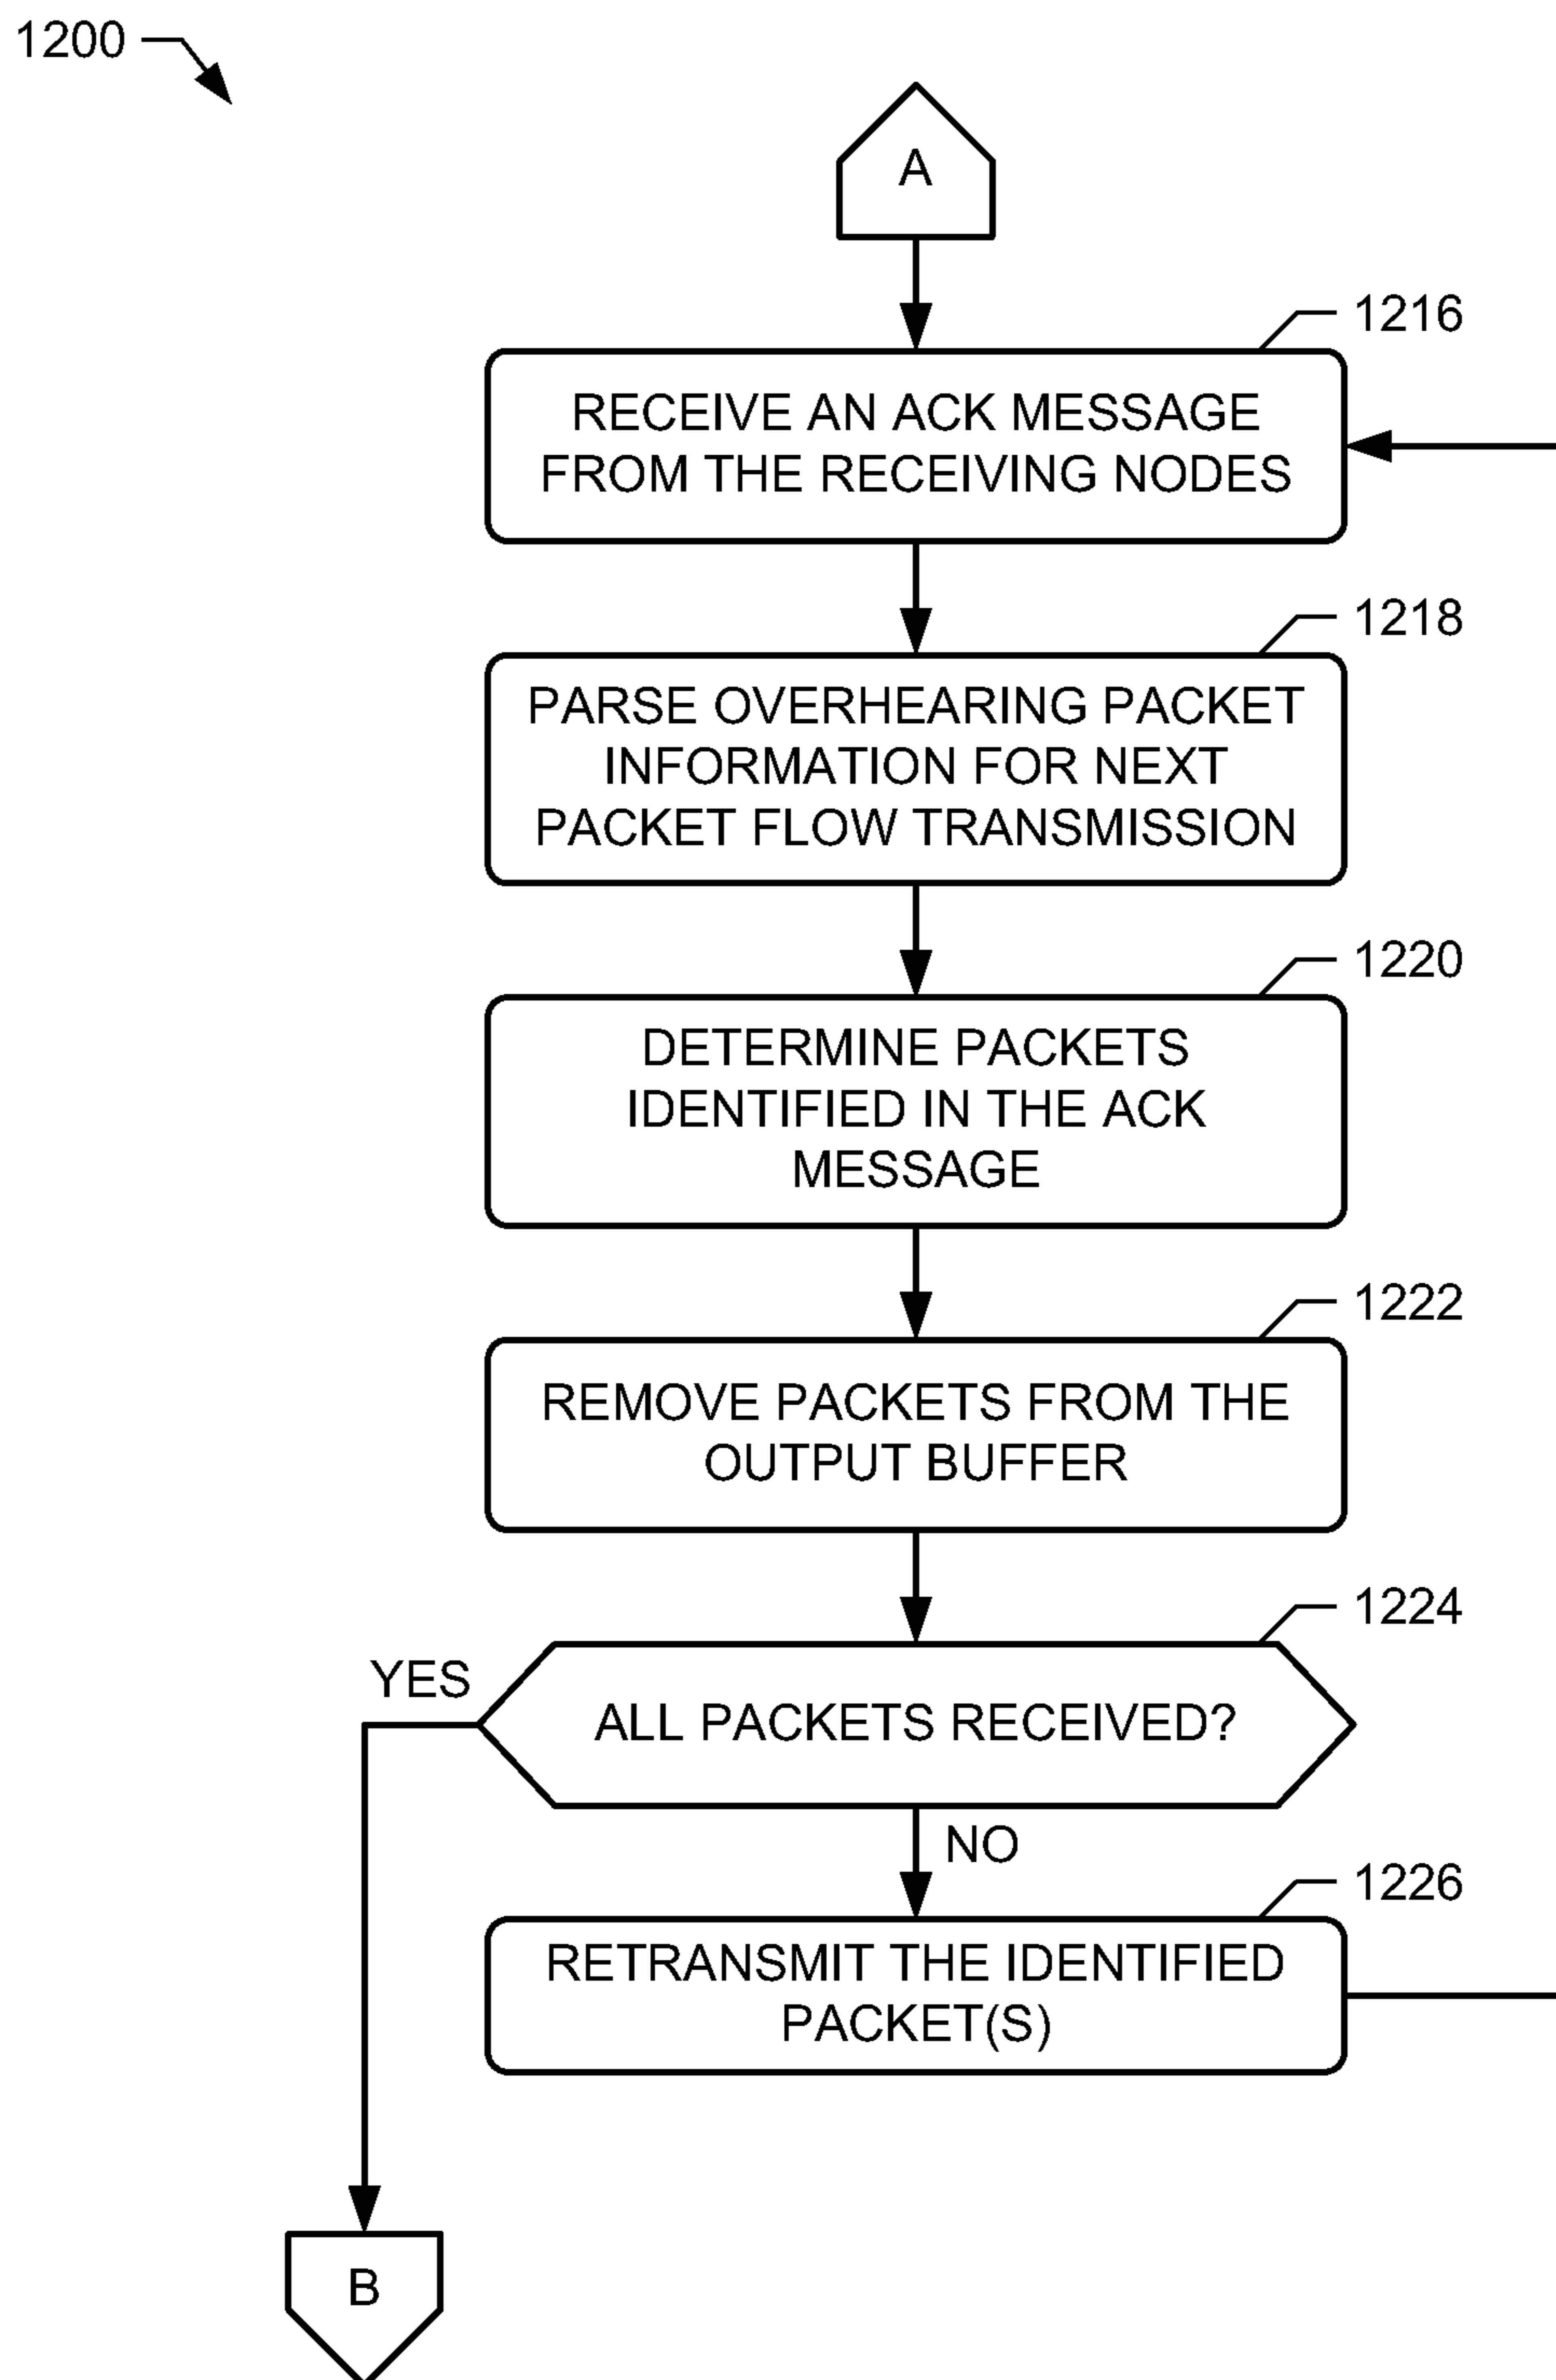 1200
A
1216
RECEIVE AN ACK MESSAGE
FROM THE RECEIVING NODES
1218
PARSE OVERHEARING PACKET
INFORMATION FOR NEXT
PACKET FLOW TRANSMISSION
1220
DETERMINE PACKETS
IDENTIFIED IN THE ACK
MESSAGE
1222
REMOVE PACKETS FROM THE
OUTPUT BUFFER
1224
YES
ALL PACKETS RECEIVED?
NO
1226
RETRANSMIT THE IDENTIFIED
PACKET(S)
B